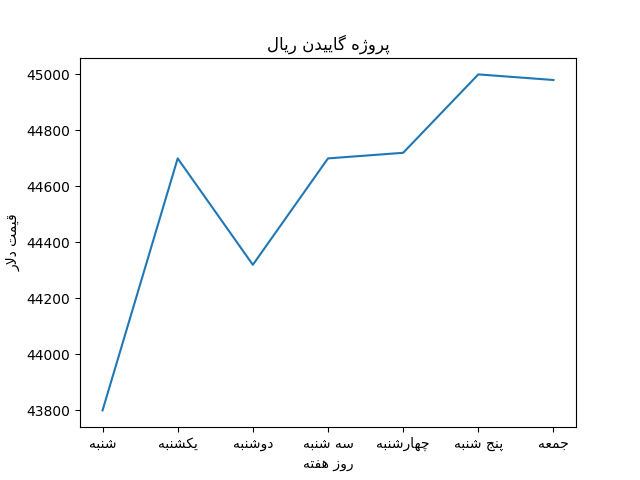 پروژه گاییدن ریال
45000
44800
44600
44400
44200
44000
43800
قیمت دلار
شنبه یکشنبه دوشنبه سه شنبه چهارشنبه پنج شنبه جمعه
روز هفته